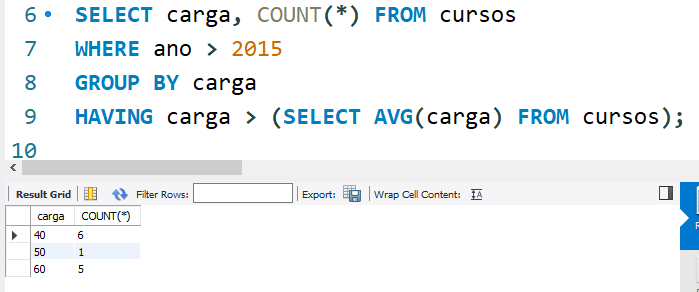 6 SELECT carga, COUNT(*) FROM cursos
7 WHERE ano > 2015
8 GROUP BY carga
9 HAVING carga > (SELECT AVG(carga) FROM cursos);
10
Result Grid Filter Rows: Export: Wrap Cell Content: IA
carga COUNT(*)
40 6
50 1
60 5